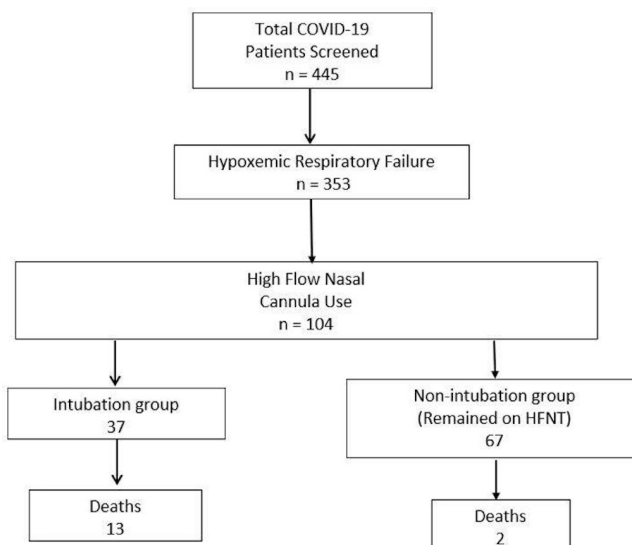 Total COVID-19
Patients Screened
n = 445
Hypoxemic Respiratory Failure
n = 353
High Flow Nasal
Cannula Use
n = 104
Intubation group
37
Non-intubation group
(Remained on HFNT)
67
Deaths
13
Deaths
2